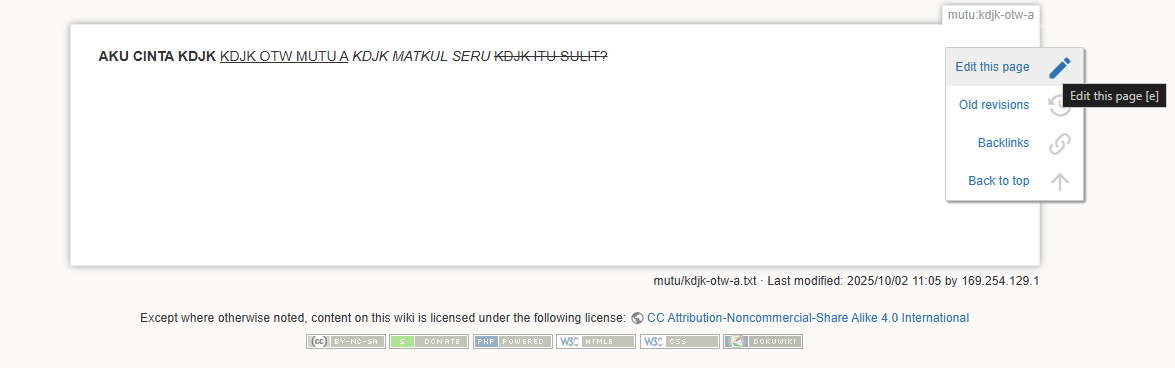 mutu:kdjk-otw-a
AKU CINTA KDJK KDJK OTW MUTU A KDJK MATKUL SERU KDJK ITU SULIT?
Edit this page
Edit this page [e]
Old revisions
Backlinks
Back to top
mutu/kdjk-otw-a.txt · Last modified: 2025/10/02 11:05 by 169.254.129.1
Except where otherwise noted, content on this wiki is licensed under the following license: CC Attribution-Noncommercial-Share Alike 4.0 International
(cc) BY-NC-SA $ DONATE PHP POWERED W3C HTML5 W3C CSS DOKUWIKI